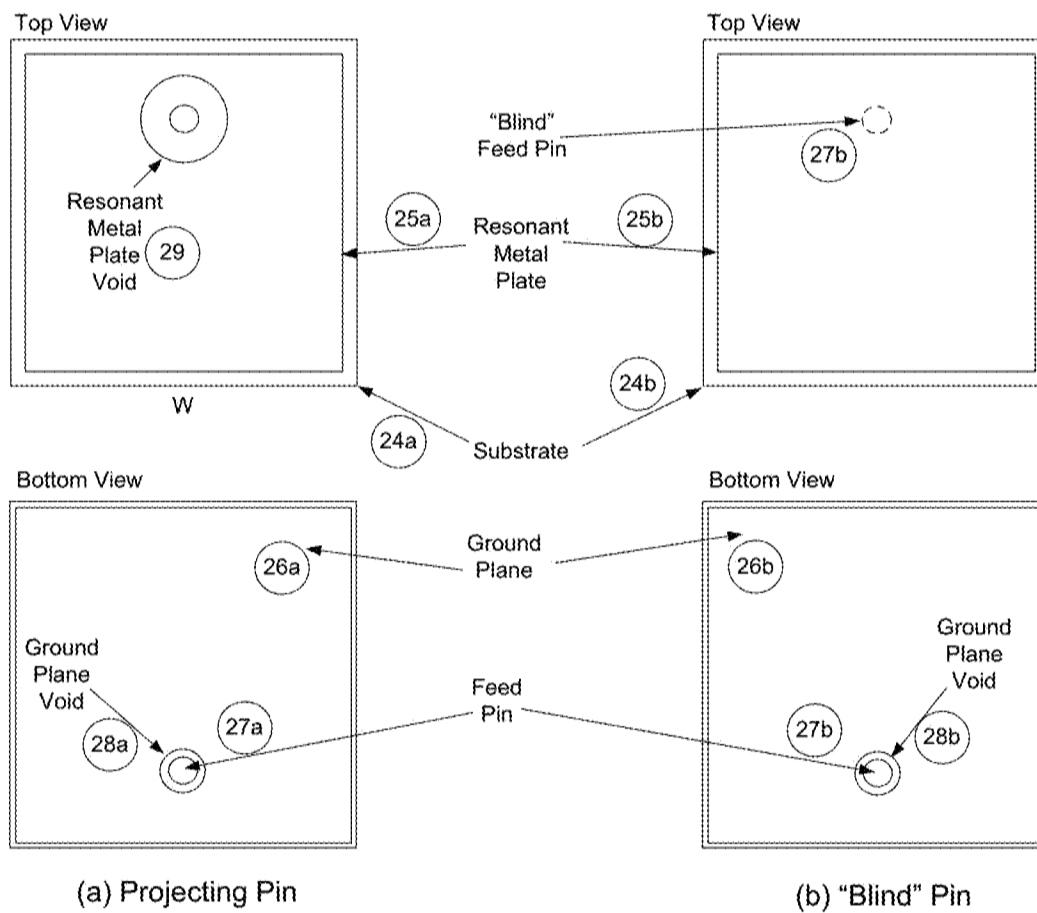 Top View
Top View
"Blind"
Feed Pin
27b
Resonant
Metal
Plate
Void
29
25a
Resonant
Metal
Plate
25b
24b
W
24a
Substrate
Bottom View
Bottom View
26a
Ground
Plane
26b
Ground
Plane
Void
28a
27a
Feed
Pin
27b
Ground
Plane
Void
28b
(a) Projecting Pin
(b) "Blind" Pin